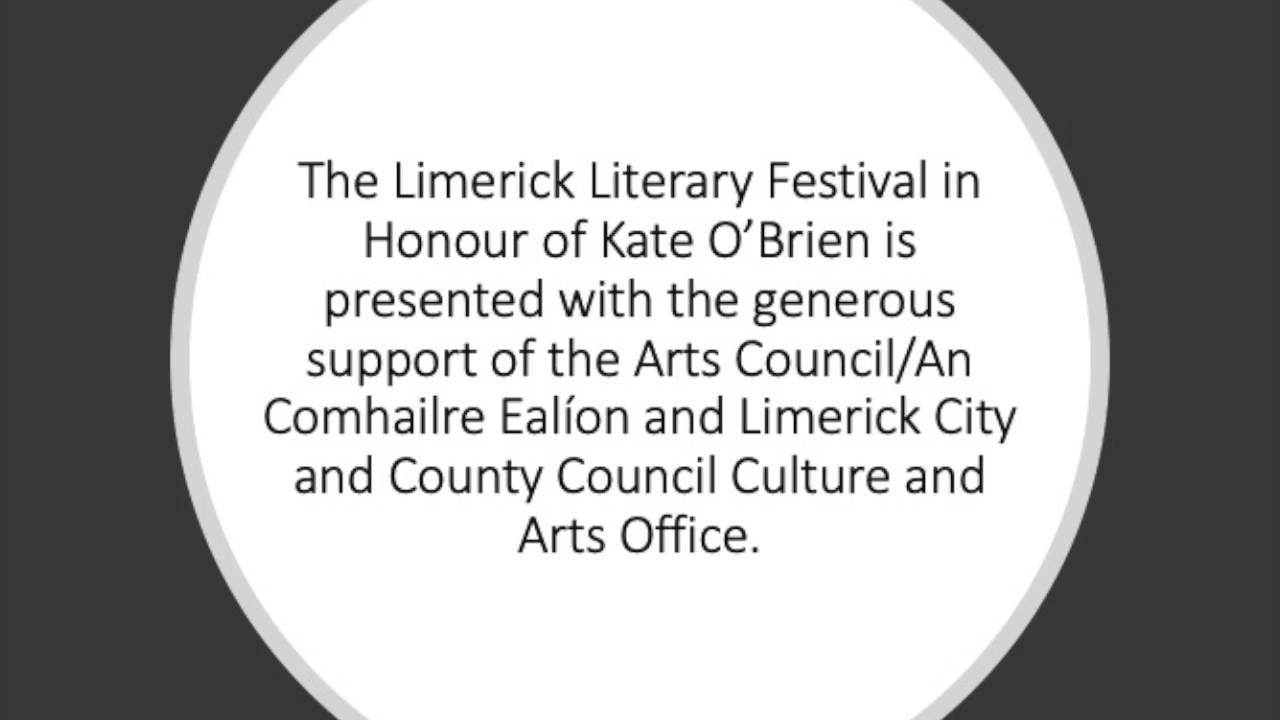 The Limerick Literary Festival in
Honour of Kate O’Brien is
presented with the generous
support of the Arts Council/An
Comhailre Ealíon and Limerick City
and County Council Culture and
Arts Office.